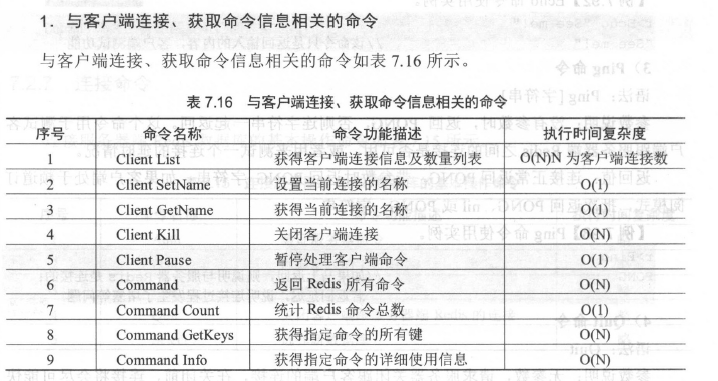 1. 与客户端连接、获取命令信息相关的命令
与客户端连接、获取命令信息相关的命令如表 7.16 所示。
表 7.16 与客户端连接、获取命令信息相关的命令
序号 命令名称 命令功能描述 执行时间复杂度
1 Client List 获得客户端连接信息及数量列表 O(N)N 为客户端连接数
2 Client SetName 设置当前连接的名称 O(1)
3 Client GetName 获得当前连接的名称 O(1)
4 Client Kill 关闭客户端连接 O(N)
5 Client Pause 暂停处理客户端命令 O(1)
6 Command 返回 Redis 所有命令 O(N)
7 Command Count 统计 Redis 命令总数 O(1)
8 Command GetKeys 获得指定命令的所有键 O(N)
9 Command Info 获得指定命令的详细使用信息 O(N)